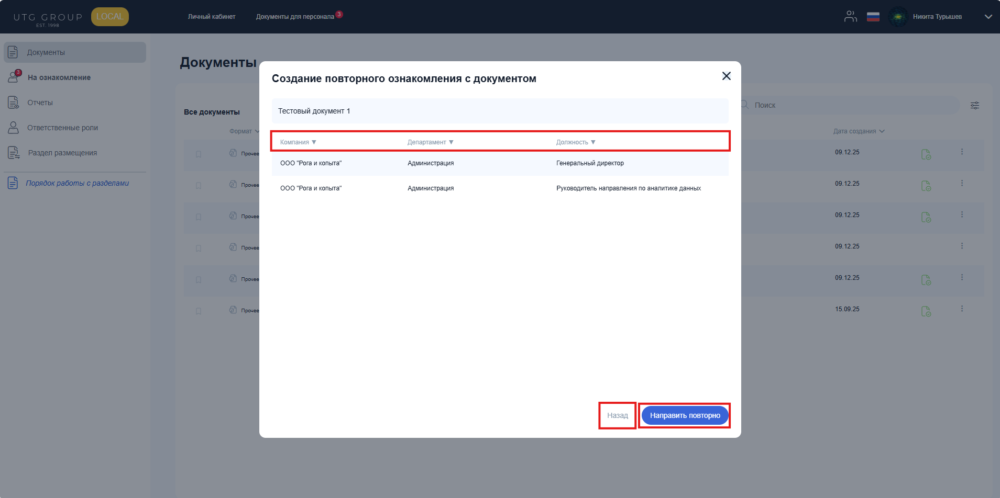 UTG GROUP
EST. 1998
LOCAL
Личный кабинет
Документы для персонала 3
Никита Турышев
Документы
3
На ознакомление
Отчеты
Ответственные роли
Раздел размещения
Порядок работы с разделами
Документы
Все документы
Поиск
Формат
Дата создания
Прочее
09.12.25
Прочее
09.12.25
Прочее
09.12.25
Прочее
09.12.25
Прочее
09.12.25
Прочее
15.09.25
Создание повторного ознакомления с документом
Тестовый документ 1
Компания ▼ Департамент ▼ Должность ▼
ООО "Рога и копыта" Администрация Генеральный директор
ООО "Рога и копыта" Администрация Руководитель направления по аналитике данных
Назад
Направить повторно